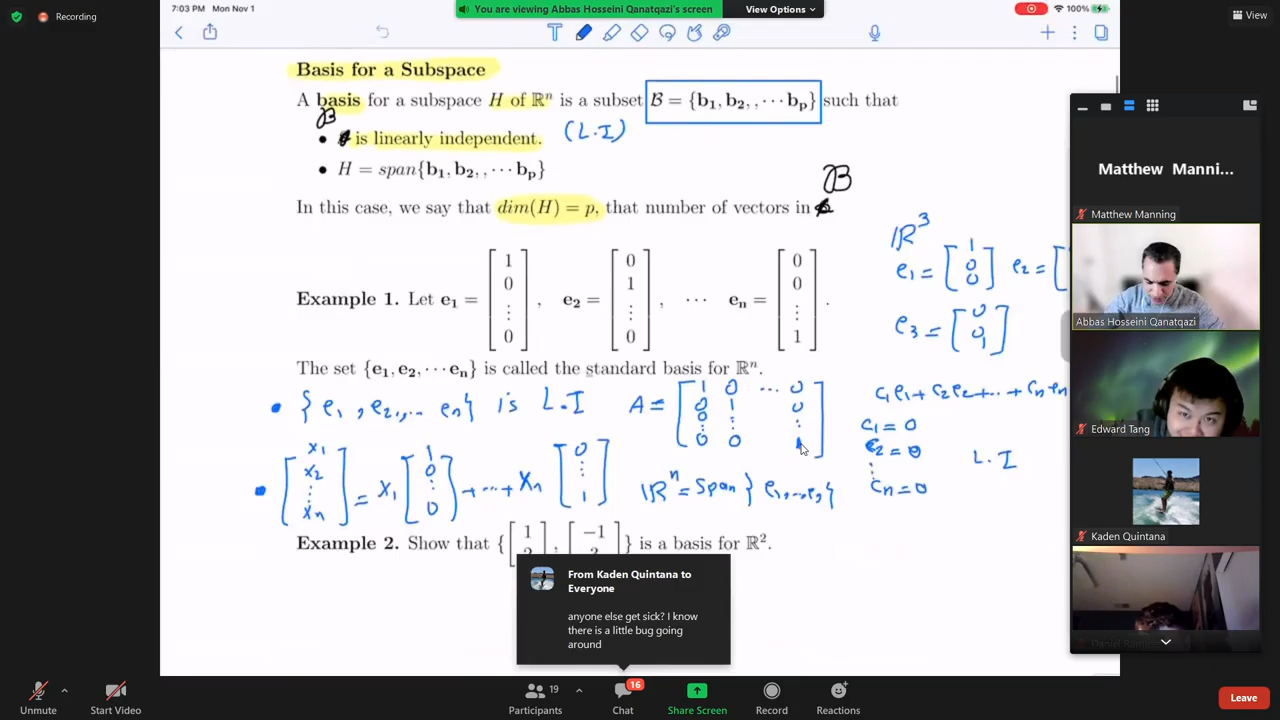 7:03 PM Mon Nov 1
Recording
You are viewing Abbas Hosseini Qanatqazi's screen
View Options
100%
View
Basis for a Subspace
A basis for a subspace H of ℝⁿ is a subset ℬ = {b₁, b₂, , ⋯ bₚ} such that
ℬ
• is linearly independent. (L.I)
• H = span{b₁, b₂, , ⋯ bₚ}
ℬ
In this case, we say that dim(H) = p, that number of vectors in
ℝ³
e₁ = [1 0 0] e₂ = [
e₃ = [0 0 1]
Example 1. Let e₁ = [1 0 ⋮ 0], e₂ = [0 1 ⋮ 0], ⋯ eₙ = [0 0 ⋮ 1].
The set {e₁, e₂, ⋯ eₙ} is called the standard basis for ℝⁿ.
• {e₁, e₂, ... eₙ} is L.I A = [1 0 ... 0 0 1 0 0 ⋮ ⋮ ⋮ 0 0 1] c₁e₁ + c₂e₂ + ... + cₙeₙ
c₁ = 0
c₂ = 0
⋮
cₙ = 0
L.I
• [x₁ x₂ ⋮ xₙ] = x₁ [1 0 ⋮ 0] + ... + xₙ [0 ⋮ 1] ℝⁿ = span } e₁, ..., eₙ {
Example 2. Show that {[1 2], [−1 3]} is a basis for ℝ².
From Kaden Quintana to
Everyone
anyone else get sick? I know
there is a little bug going
around
Matthew Manni...
Matthew Manning
Abbas Hosseini Qanatqazi
Edward Tang
Kaden Quintana
Unmute
Start Video
19
Participants
16
Chat
Share Screen
Record
Reactions
Leave